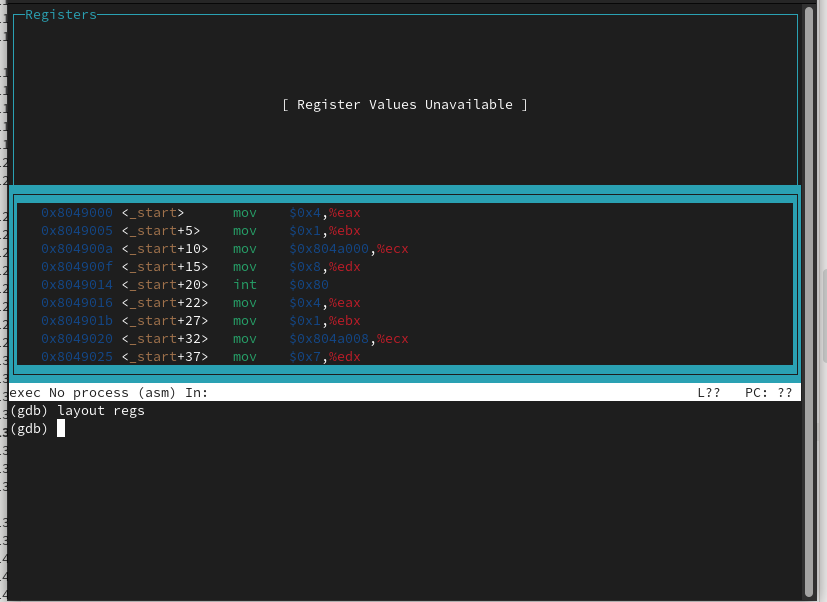 Registers
[ Register Values Unavailable ]
0x8049000 <_start> mov $0x4,%eax
0x8049005 <_start+5> mov $0x1,%ebx
0x804900a <_start+10> mov $0x804a000,%ecx
0x804900f <_start+15> mov $0x8,%edx
0x8049014 <_start+20> int $0x80
0x8049016 <_start+22> mov $0x4,%eax
0x804901b <_start+27> mov $0x1,%ebx
0x8049020 <_start+32> mov $0x804a008,%ecx
0x8049025 <_start+37> mov $0x7,%edx
exec No process (asm) In: L?? PC: ??
(gdb) layout regs
(gdb)